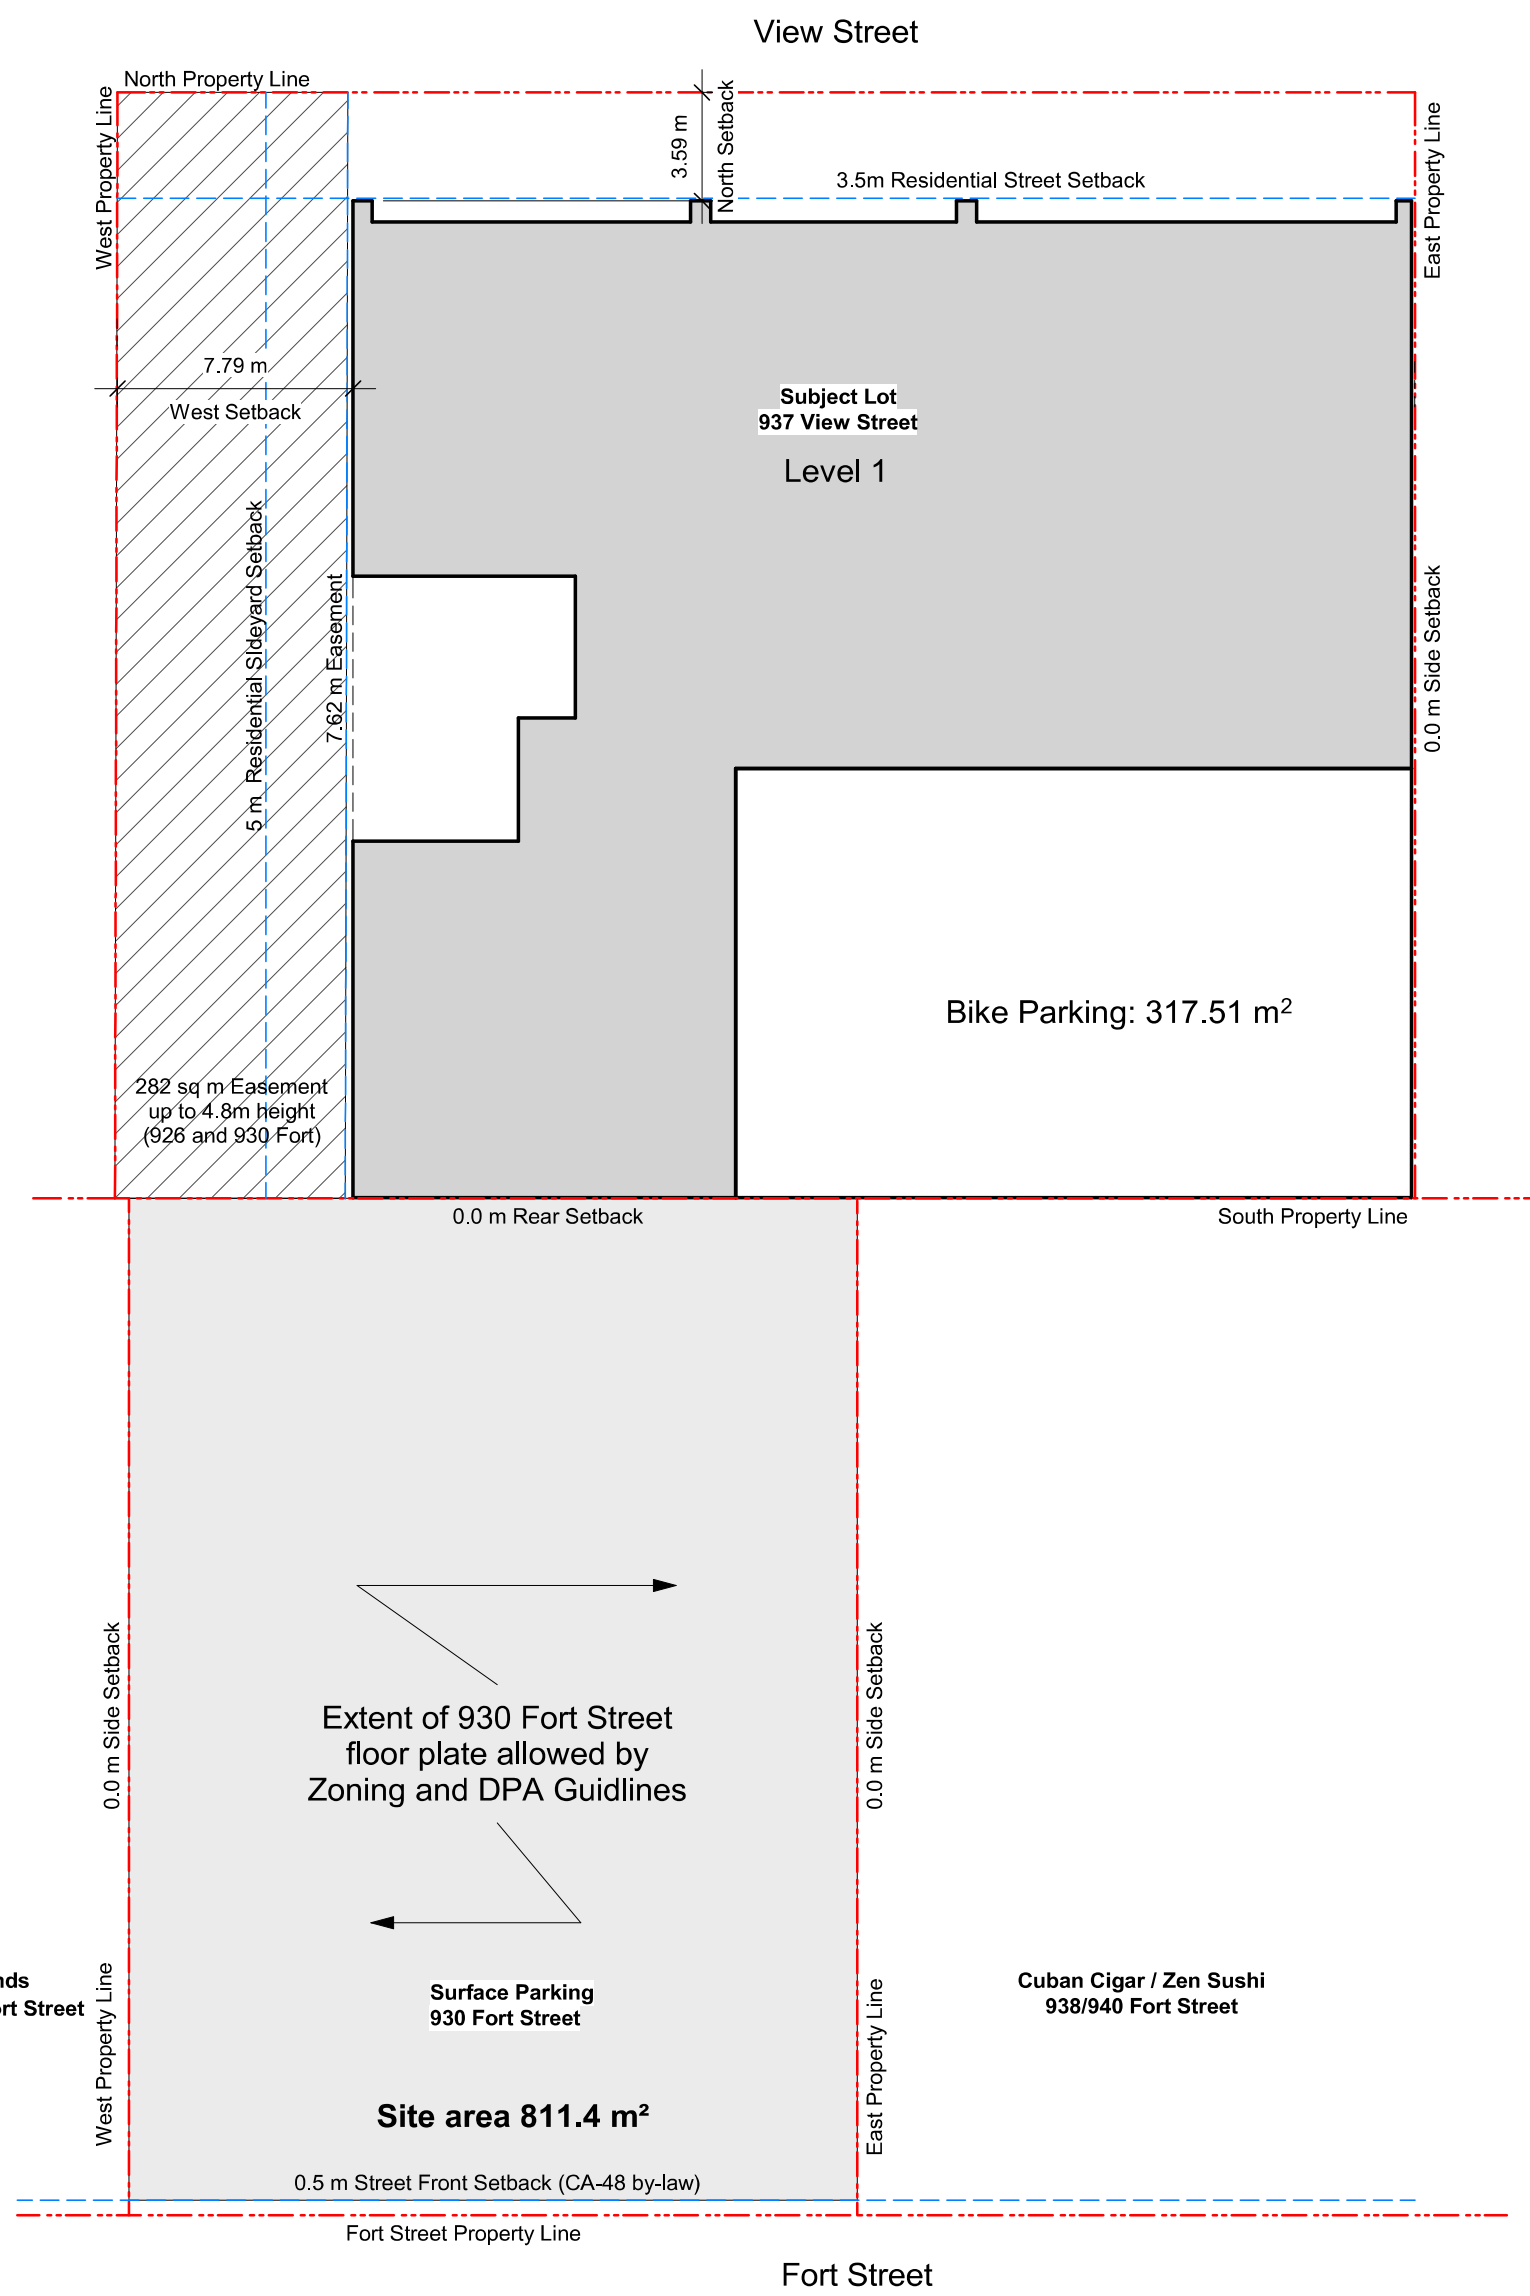 View Street
North Property Line
West Property Line
3.59 m
North Setback
East Property Line
3.5m Residential Street Setback
7.79 m
West Setback
Subject Lot
937 View Street
Level 1
5 m Residential Sideyard Setback
7.62 m Easement
0.0 m Side Setback
Bike Parking: 317.51 m²
282 sq m Easement
up to 4.8m height
(926 and 930 Fort)
0.0 m Rear Setback
South Property Line
0.0 m Side Setback
0.0 m Side Setback
Extent of 930 Fort Street
floor plate allowed by
Zoning and DPA Guidlines
nds
ort Street
West Property Line
Surface Parking
930 Fort Street
East Property Line
Cuban Cigar / Zen Sushi
938/940 Fort Street
Site area 811.4 m²
0.5 m Street Front Setback (CA-48 by-law)
Fort Street Property Line
Fort Street